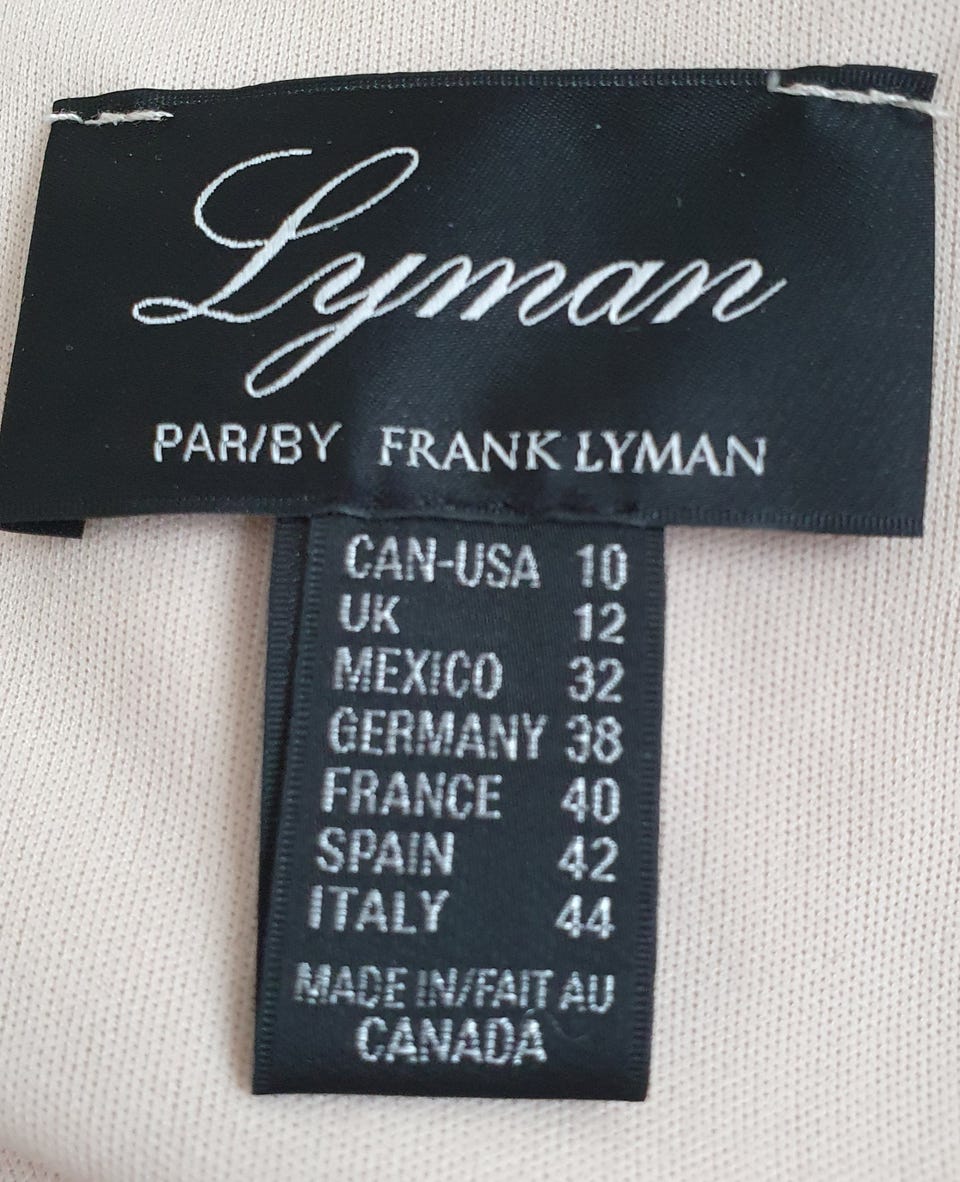 Lyman
PAR/BY FRANK LYMAN
CAN-USA 10
UK 12
MEXICO 32
GERMANY 38
FRANCE 40
SPAIN 42
ITALY 44
MADE IN/FAIT AU
CANADA